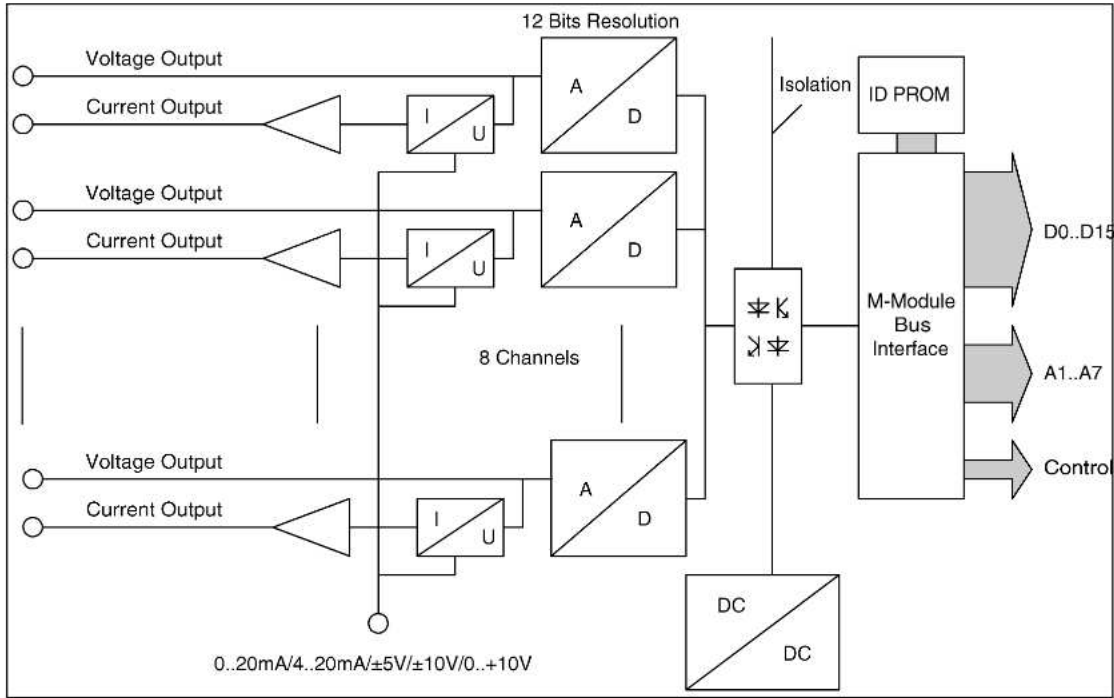 12 Bits Resolution
Voltage Output
Current Output
I
U
A
D
Isolation
ID PROM
Voltage Output
Current Output
I
U
A
D
D0..D15
M-Module
Bus
Interface
8 Channels
A1..A7
Voltage Output
Current Output
I
U
A
D
Control
DC
DC
0..20mA/4..20mA/±5V/±10V/0..+10V